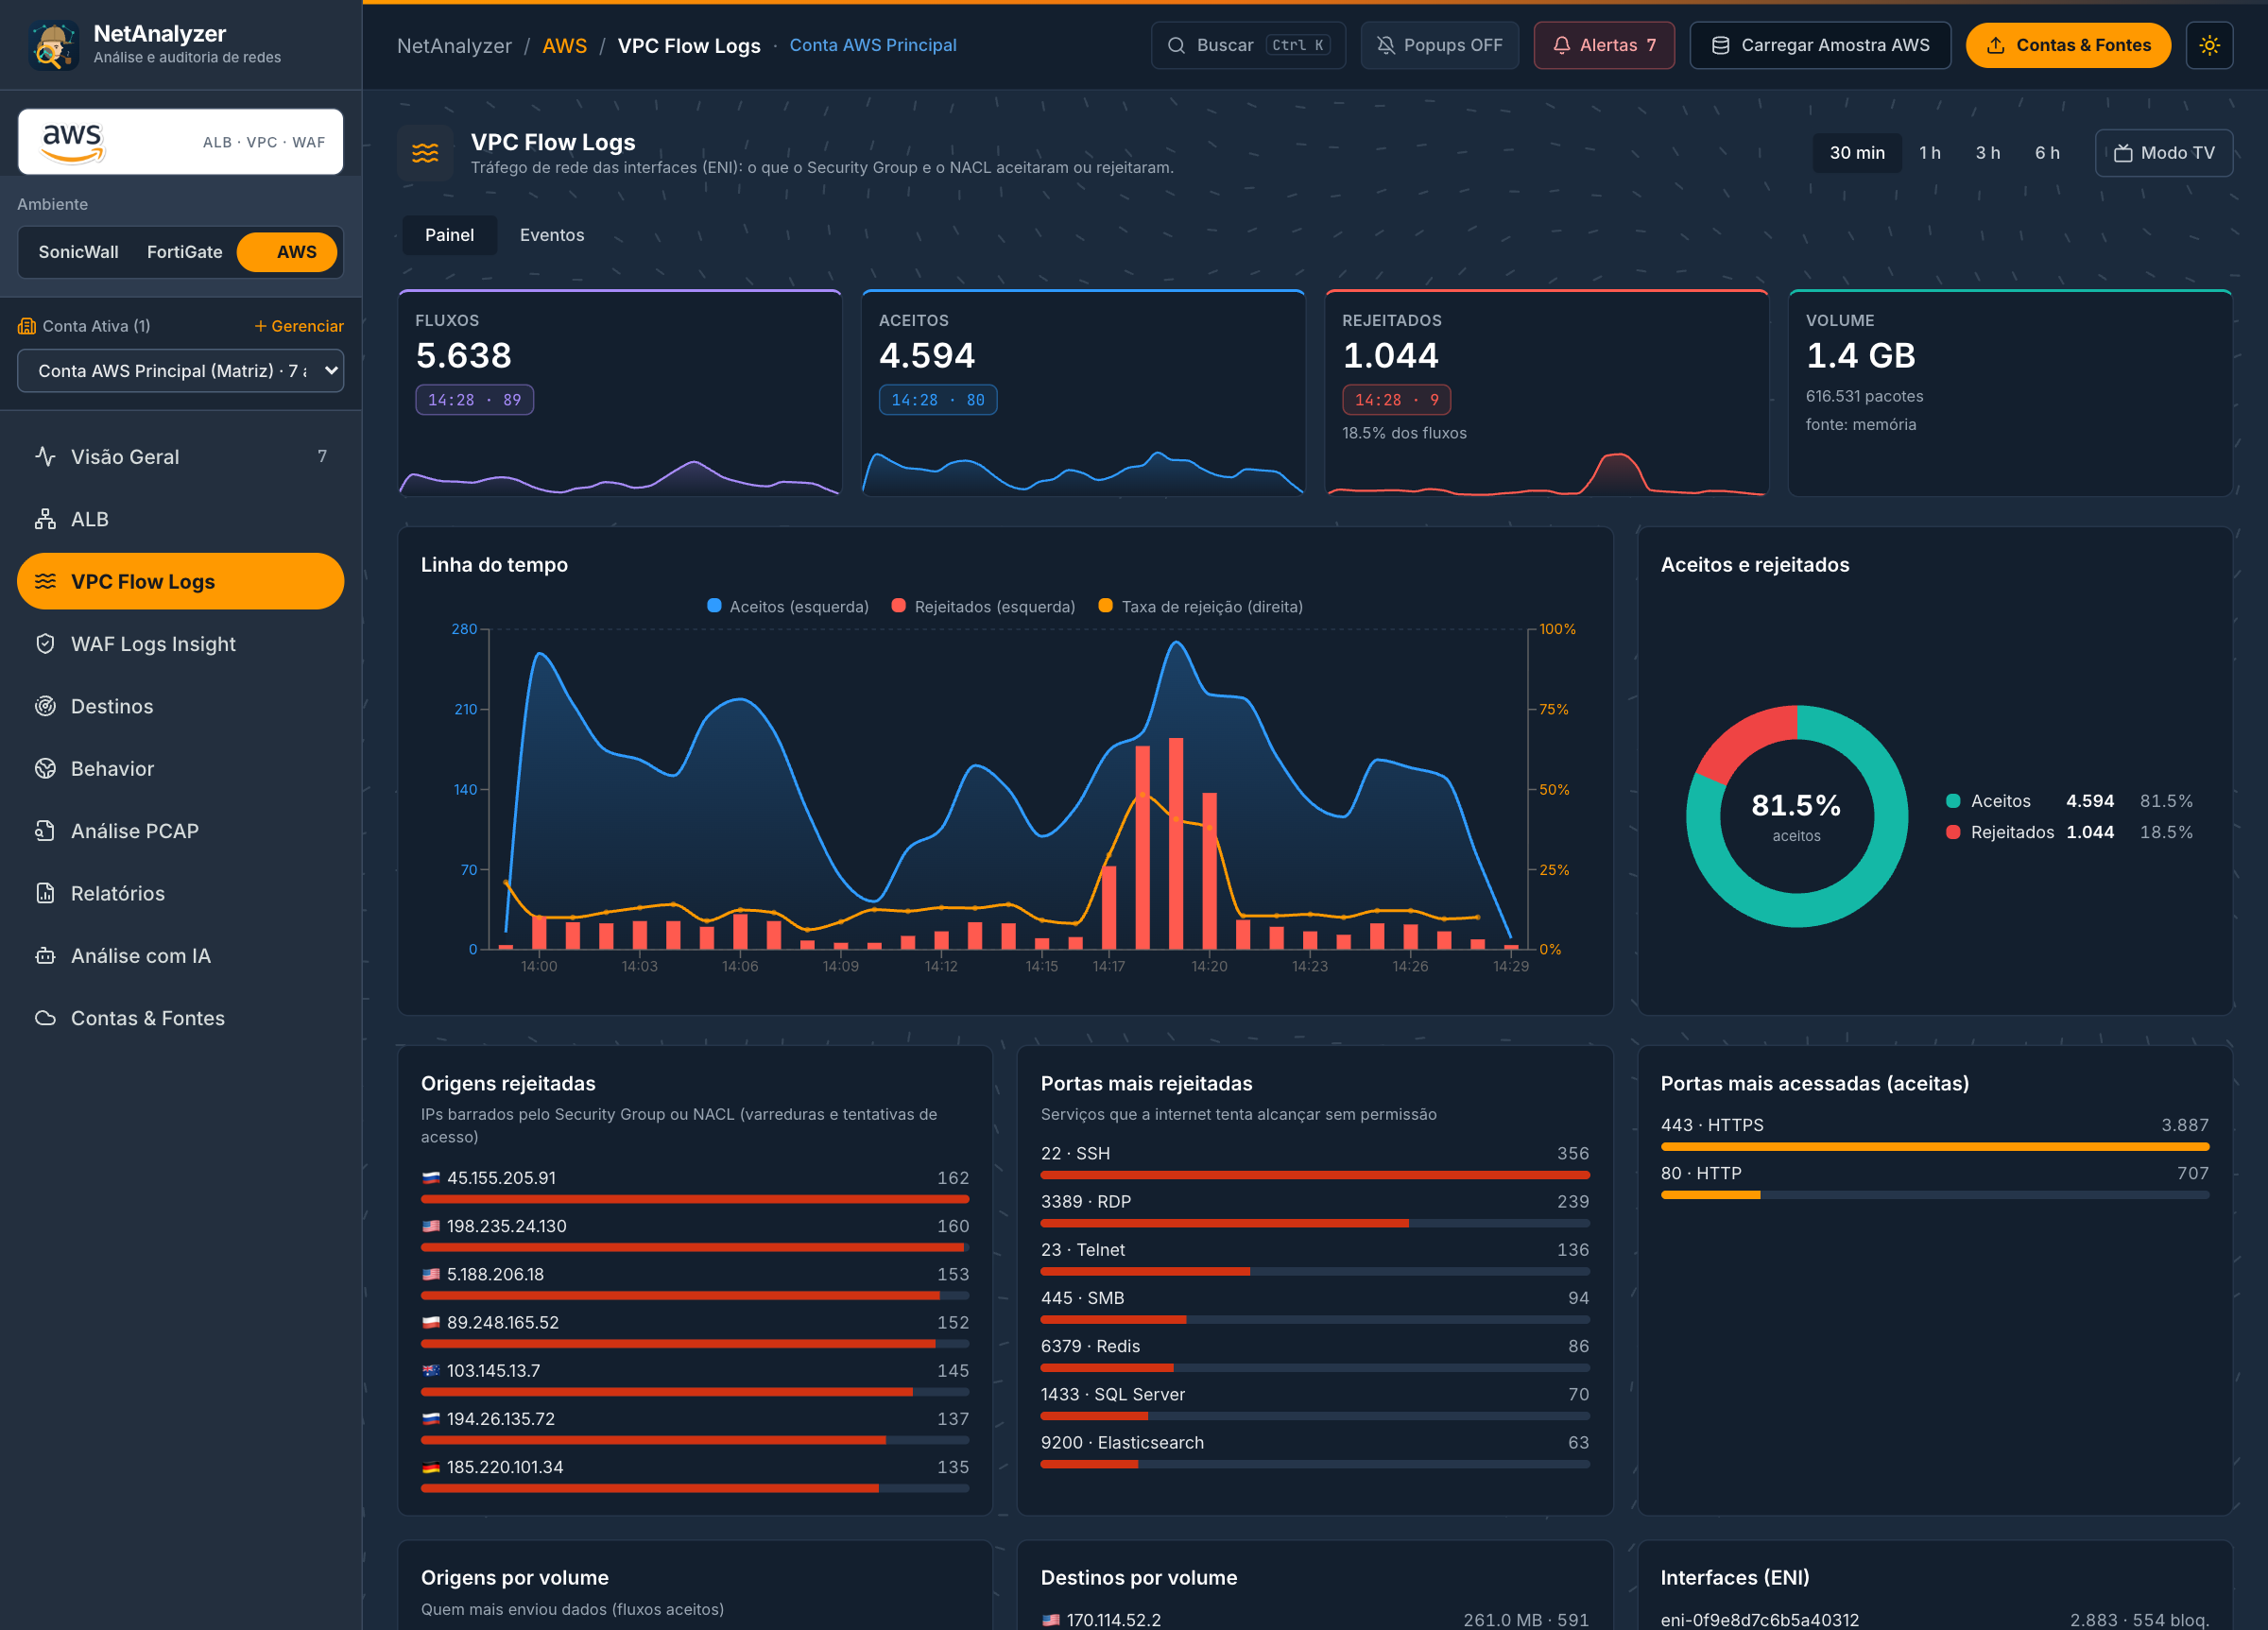 NetAnalyzer
Análise e auditoria de redes
aws
ALB · VPC · WAF
Ambiente
SonicWall FortiGate AWS
Conta Ativa (1) + Gerenciar
Conta AWS Principal (Matriz) · 7
Visão Geral 7
ALB
VPC Flow Logs
WAF Logs Insight
Destinos
Behavior
Análise PCAP
Relatórios
Análise com IA
Contas & Fontes
NetAnalyzer / AWS / VPC Flow Logs · Conta AWS Principal
Buscar Ctrl K
Popups OFF
Alertas 7
Carregar Amostra AWS
Contas & Fontes
VPC Flow Logs
Tráfego de rede das interfaces (ENI): o que o Security Group e o NACL aceitaram ou rejeitaram.
30 min 1 h 3 h 6 h
Modo TV
Painel Eventos
FLUXOS
5.638
14:28 · 89
ACEITOS
4.594
14:28 · 80
REJEITADOS
1.044
14:28 · 9
18.5% dos fluxos
VOLUME
1.4 GB
616.531 pacotes
fonte: memória
Linha do tempo
Aceitos (esquerda) Rejeitados (esquerda) Taxa de rejeição (direita)
280 100%
210 75%
140 50%
70 25%
0 0%
14:00 14:03 14:06 14:09 14:12 14:15 14:17 14:20 14:23 14:26 14:29
Aceitos e rejeitados
81.5%
aceitos
Aceitos 4.594 81.5%
Rejeitados 1.044 18.5%
Origens rejeitadas
IPs barrados pelo Security Group ou NACL (varreduras e tentativas de
acesso)
45.155.205.91 162
198.235.24.130 160
5.188.206.18 153
89.248.165.52 152
103.145.13.7 145
194.26.135.72 137
185.220.101.34 135
Portas mais rejeitadas
Serviços que a internet tenta alcançar sem permissão
22 · SSH 356
3389 · RDP 239
23 · Telnet 136
445 · SMB 94
6379 · Redis 86
1433 · SQL Server 70
9200 · Elasticsearch 63
Portas mais acessadas (aceitas)
443 · HTTPS 3.887
80 · HTTP 707
Origens por volume
Quem mais enviou dados (fluxos aceitos)
Destinos por volume
170.114.52.2 261.0 MB · 591
Interfaces (ENI)
eni-0f9e8d7c6b5a40312 2.883 · 554 bloq.